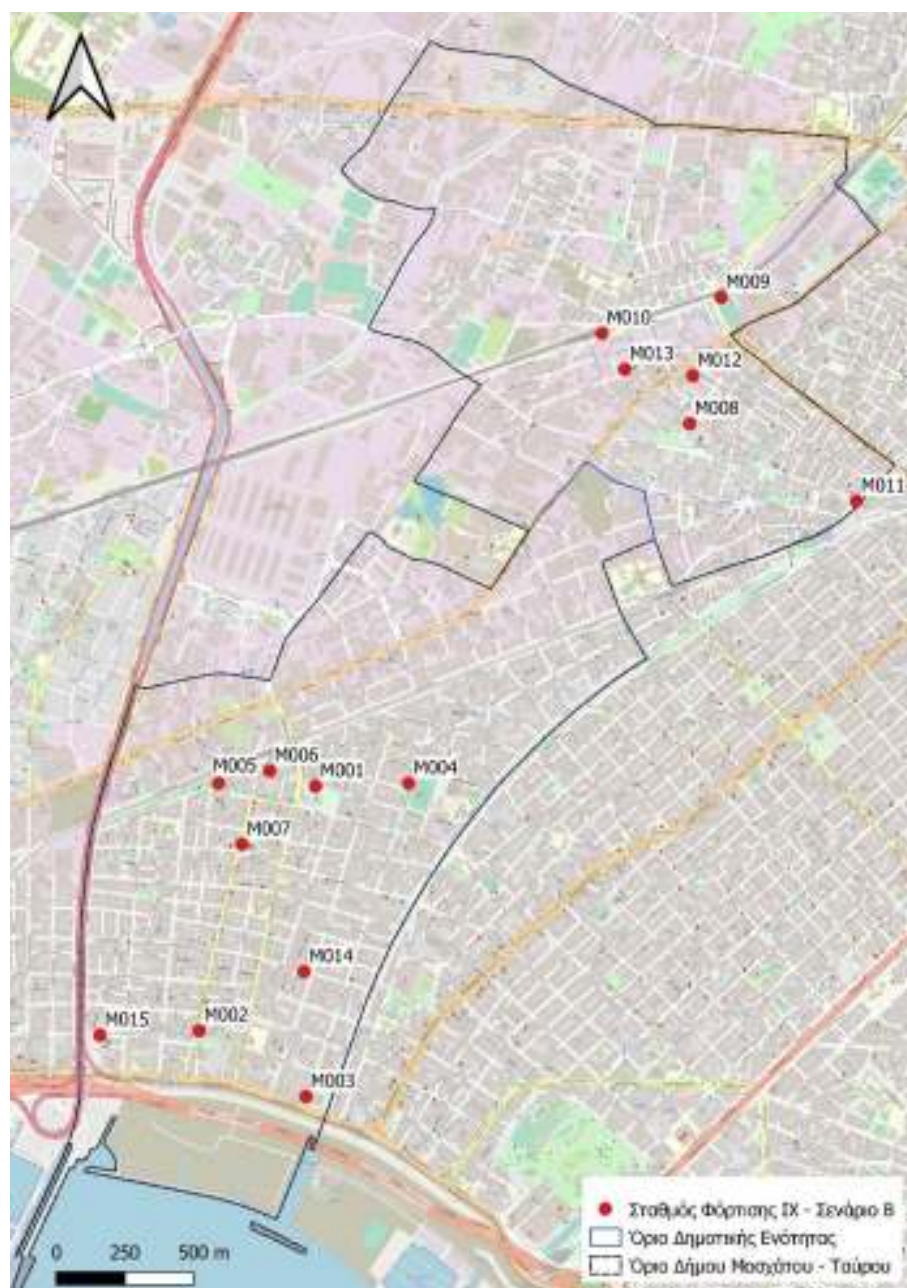 M009
M010
M013
M012
M008
M011
M005
M006
M001
M004
M007
M014
M015
M002
M003
0 250 500 m
Σταθμός Φόρτισης ΙΧ - Σενάριο Β
Όριο Δημοτικής Ενότητας
Όριο Δήμου Μοσχάτου - Ταύρου